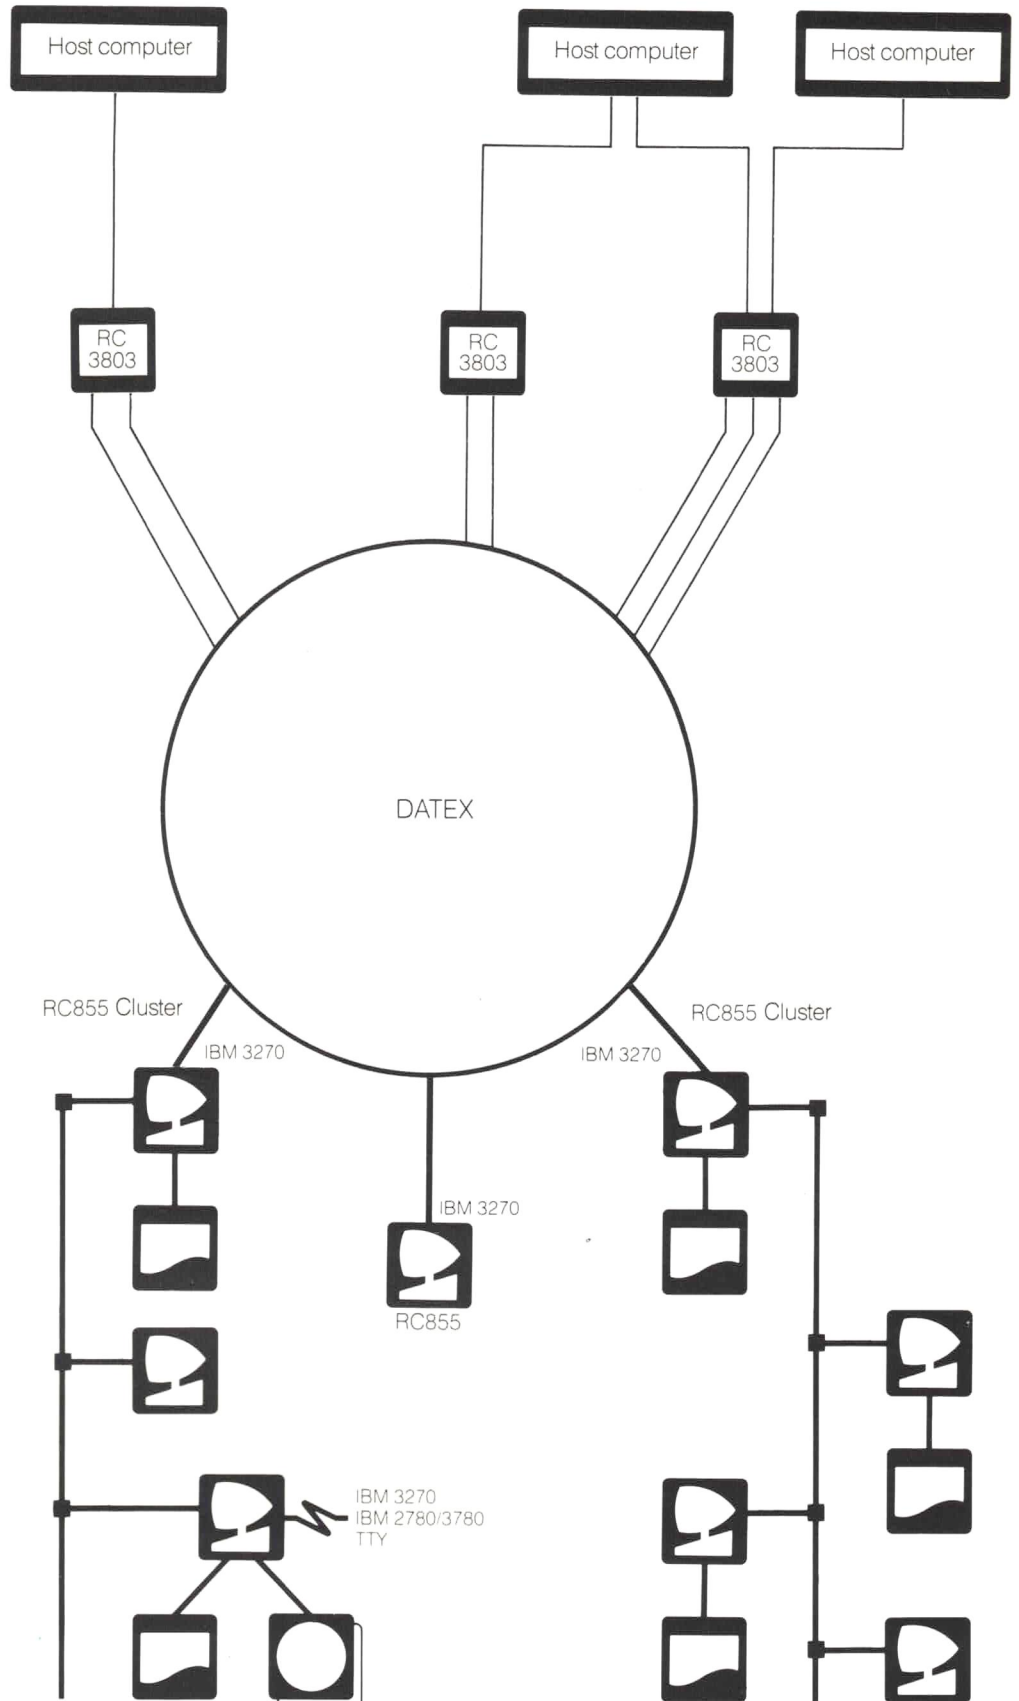 Host computer
Host computer
Host computer
RC
3803
RC
3803
RC
3803
DATEX
RC855 Cluster
RC855 Cluster
IBM 3270
IBM 3270
IBM 3270
RC855
IBM 3270
IBM 2780/3780
TTY